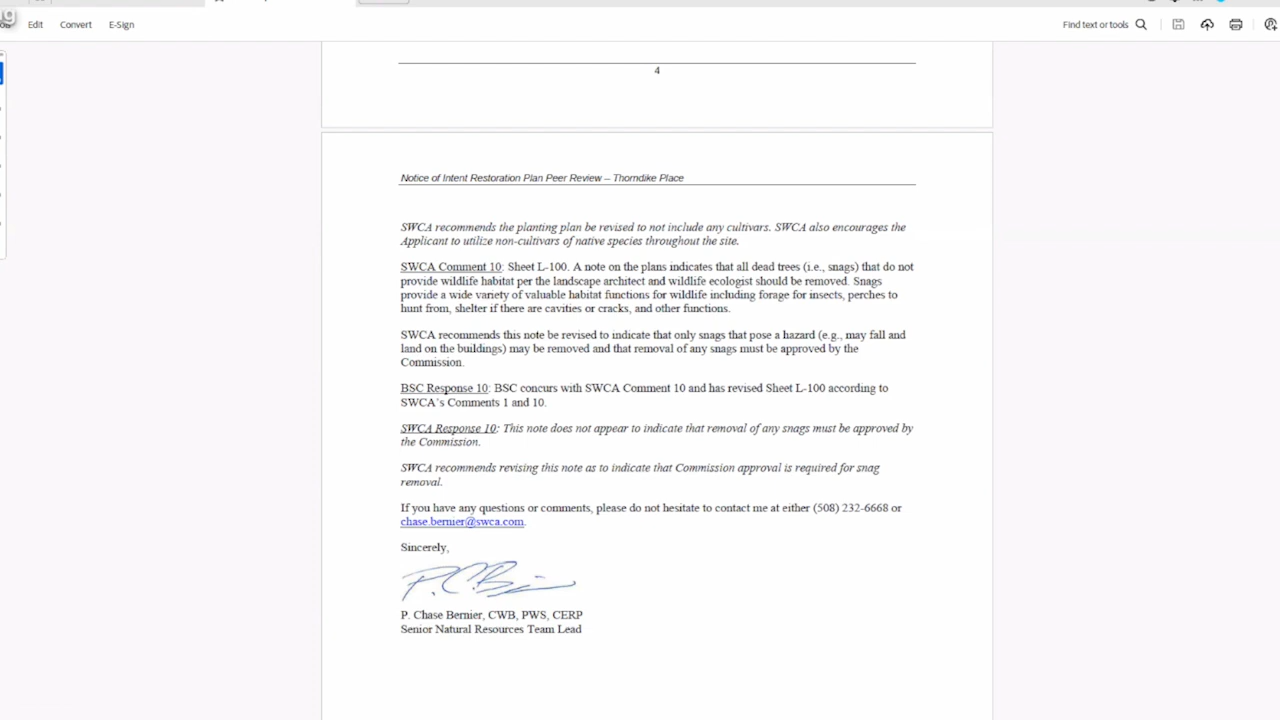 Edit Convert E-Sign Find text or tools
4
Notice of Intent Restoration Plan Peer Review – Thorndike Place
SWCA recommends the planting plan be revised to not include any cultivars. SWCA also encourages the
Applicant to utilize non-cultivars of native species throughout the site.
SWCA Comment 10: Sheet L-100. A note on the plans indicates that all dead trees (i.e., snags) that do not
provide wildlife habitat per the landscape architect and wildlife ecologist should be removed. Snags
provide a wide variety of valuable habitat functions for wildlife including forage for insects, perches to
hunt from, shelter if there are cavities or cracks, and other functions.
SWCA recommends this note be revised to indicate that only snags that pose a hazard (e.g., may fall and
land on the buildings) may be removed and that removal of any snags must be approved by the
Commission.
BSC Response 10: BSC concurs with SWCA Comment 10 and has revised Sheet L-100 according to
SWCA's Comments 1 and 10.
SWCA Response 10: This note does not appear to indicate that removal of any snags must be approved by
the Commission.
SWCA recommends revising this note as to indicate that Commission approval is required for snag
removal.
If you have any questions or comments, please do not hesitate to contact me at either (508) 232-6668 or
chase.bernier@swca.com.
Sincerely,
P. Chase Bernier, CWB, PWS, CERP
Senior Natural Resources Team Lead